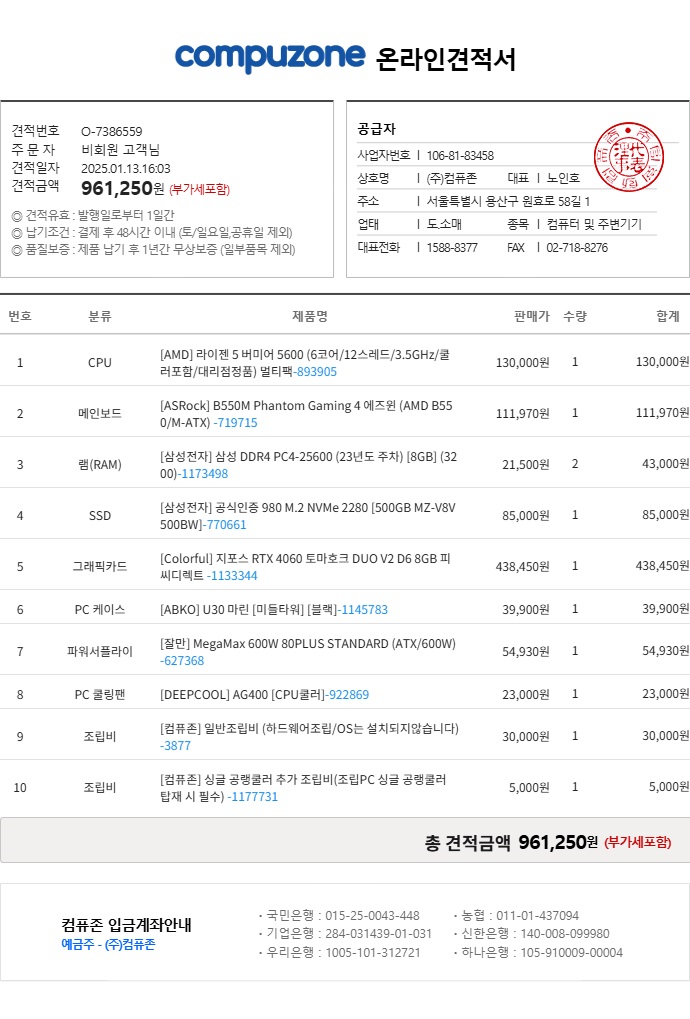 compuzone 온라인견적서
견적번호 O-7386559
주 문 자 비회원 고객님
견적일자 2025.01.13.16:03
견적금액 961,250원 (부가세포함)
◎ 견적유효 : 발행일로부터 1일간
◎ 납기조건 : 결제 후 48시간 이내 (토/일요일,공휴일 제외)
◎ 품질보증 : 제품 납기 후 1년간 무상보증 (일부품목 제외)
공급자
사업자번호 l 106-81-83458
상호명 l (주)컴퓨존 대표 l 노인호
주소 l 서울특별시 용산구 원효로 58길 1
업태 l 도.소매 종목 l 컴퓨터 및 주변기기
대표전화 l 1588-8377 FAX l 02-718-8276
번호 분류 제품명 판매가 수량 합계
1 CPU [AMD] 라이젠 5 버미어 5600 (6코어/12스레드/3.5GHz/쿨 130,000원 1 130,000원
러포함/대리점정품) 멀티팩-893905
2 메인보드 [ASRock] B550M Phantom Gaming 4 에즈윈 (AMD B55 111,970원 1 111,970원
0/M-ATX) -719715
3 램(RAM) [삼성전자] 삼성 DDR4 PC4-25600 (23년도 주차) [8GB] (32 21,500원 2 43,000원
00)-1173498
4 SSD [삼성전자] 공식인증 980 M.2 NVMe 2280 [500GB MZ-V8V 85,000원 1 85,000원
500BW]-770661
5 그래픽카드 [Colorful] 지포스 RTX 4060 토마호크 DUO V2 D6 8GB 피 438,450원 1 438,450원
씨디렉트 -1133344
6 PC 케이스 [ABKO] U30 마린 [미들타워] [블랙]-1145783 39,900원 1 39,900원
7 파워서플라이 [잘만] MegaMax 600W 80PLUS STANDARD (ATX/600W) 54,930원 1 54,930원
-627368
8 PC 쿨링팬 [DEEPCOOL] AG400 [CPU쿨러]-922869 23,000원 1 23,000원
9 조립비 [컴퓨존] 일반조립비 (하드웨어조립/OS는 설치되지않습니다) 30,000원 1 30,000원
-3877
10 조립비 [컴퓨존] 싱글 공랭쿨러 추가 조립비(조립PC 싱글 공랭쿨러 5,000원 1 5,000원
탑재 시 필수) -1177731
총 견적금액 961,250원 (부가세포함)
컴퓨존 입금계좌안내
예금주 - (주)컴퓨존
· 국민은행 : 015-25-0043-448 · 농협 : 011-01-437094
· 기업은행 : 284-031439-01-031 · 신한은행 : 140-008-099980
· 우리은행 : 1005-101-312721 · 하나은행 : 105-910009-00004